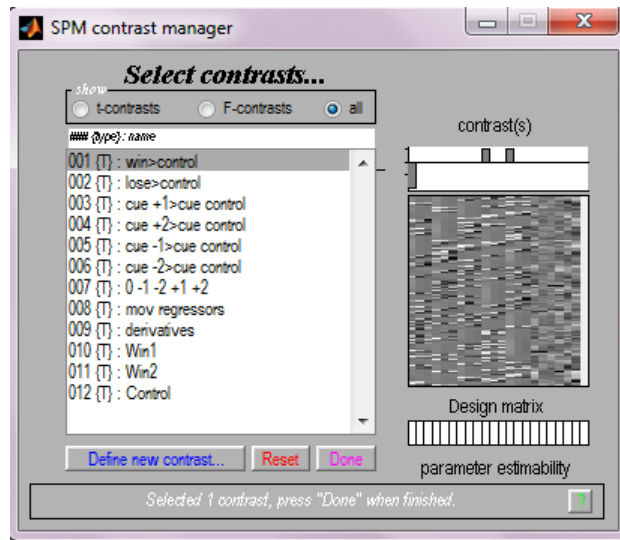 SPM contrast manager
Select contrasts...
show
t-contrasts F-contrasts all
### {type} : name
001 {T} : win>control
002 {T} : lose>control
003 {T} : cue +1>cue control
004 {T} : cue +2>cue control
005 {T} : cue -1>cue control
006 {T} : cue -2>cue control
007 {T} : 0 -1 -2 +1 +2
008 {T} : mov regressors
009 {T} : derivatives
010 {T} : Win1
011 {T} : Win2
012 {T} : Control
Define new contrast... Reset Done
contrast(s)
Design matrix
parameter estimability
Selected 1 contrast, press "Done" when finished.
?